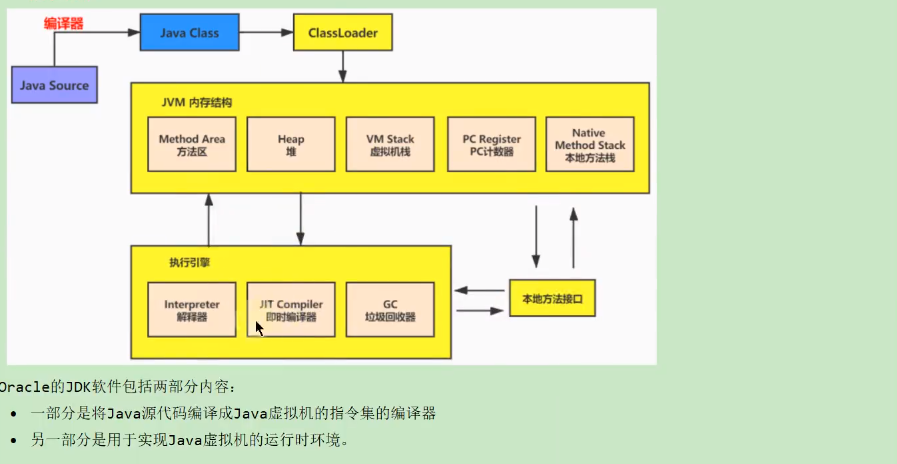 编译器
Java Class
ClassLoader
Java Source
JVM 内存结构
Method Area
方法区
Heap
堆
VM Stack
虚拟机栈
PC Register
PC计数器
Native
Method Stack
本地方法栈
执行引擎
Interpreter
解释器
JIT Compiler
即时编译器
GC
垃圾回收器
本地方法接口
Oracle的JDK软件包括两部分内容：
• 一部分是将Java源代码编译成Java虚拟机的指令集的编译器
• 另一部分是用于实现Java虚拟机的运行时环境。